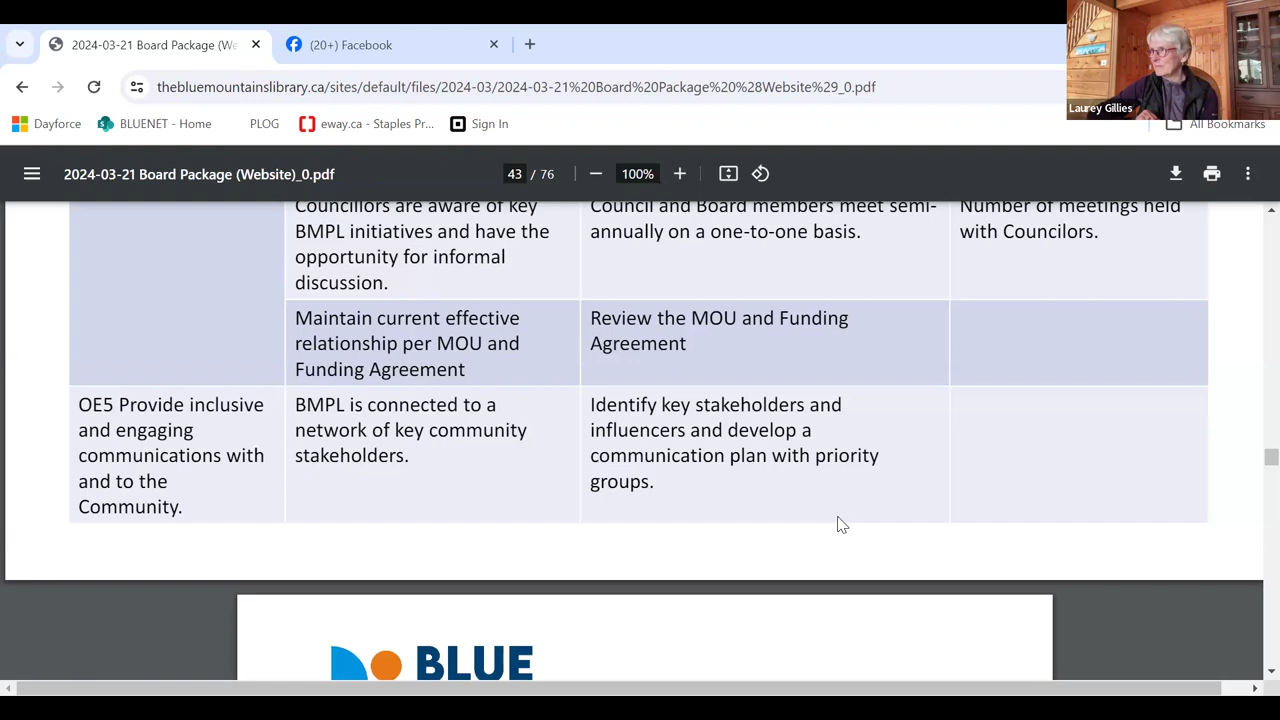 2024-03-21 Board Package (We
(20+) Facebook
thebluemountainslibrary.ca/sites/default/files/2024-03/2024-03-21%20Board%20Package%20%28Website%29_0.pdf
Laurey Gillies
Dayforce
BLUENET - Home
PLOG
eway.ca - Staples Pr...
Sign In
All Bookmarks
2024-03-21 Board Package (Website)_0.pdf
43 / 76
100%
Councillors are aware of key
BMPL initiatives and have the
opportunity for informal
discussion.
Council and Board members meet semi-
annually on a one-to-one basis.
Number of meetings held
with Councilors.
Maintain current effective
relationship per MOU and
Funding Agreement
Review the MOU and Funding
Agreement
OE5 Provide inclusive
and engaging
communications with
and to the
Community.
BMPL is connected to a
network of key community
stakeholders.
Identify key stakeholders and
influencers and develop a
communication plan with priority
groups.
BLUE